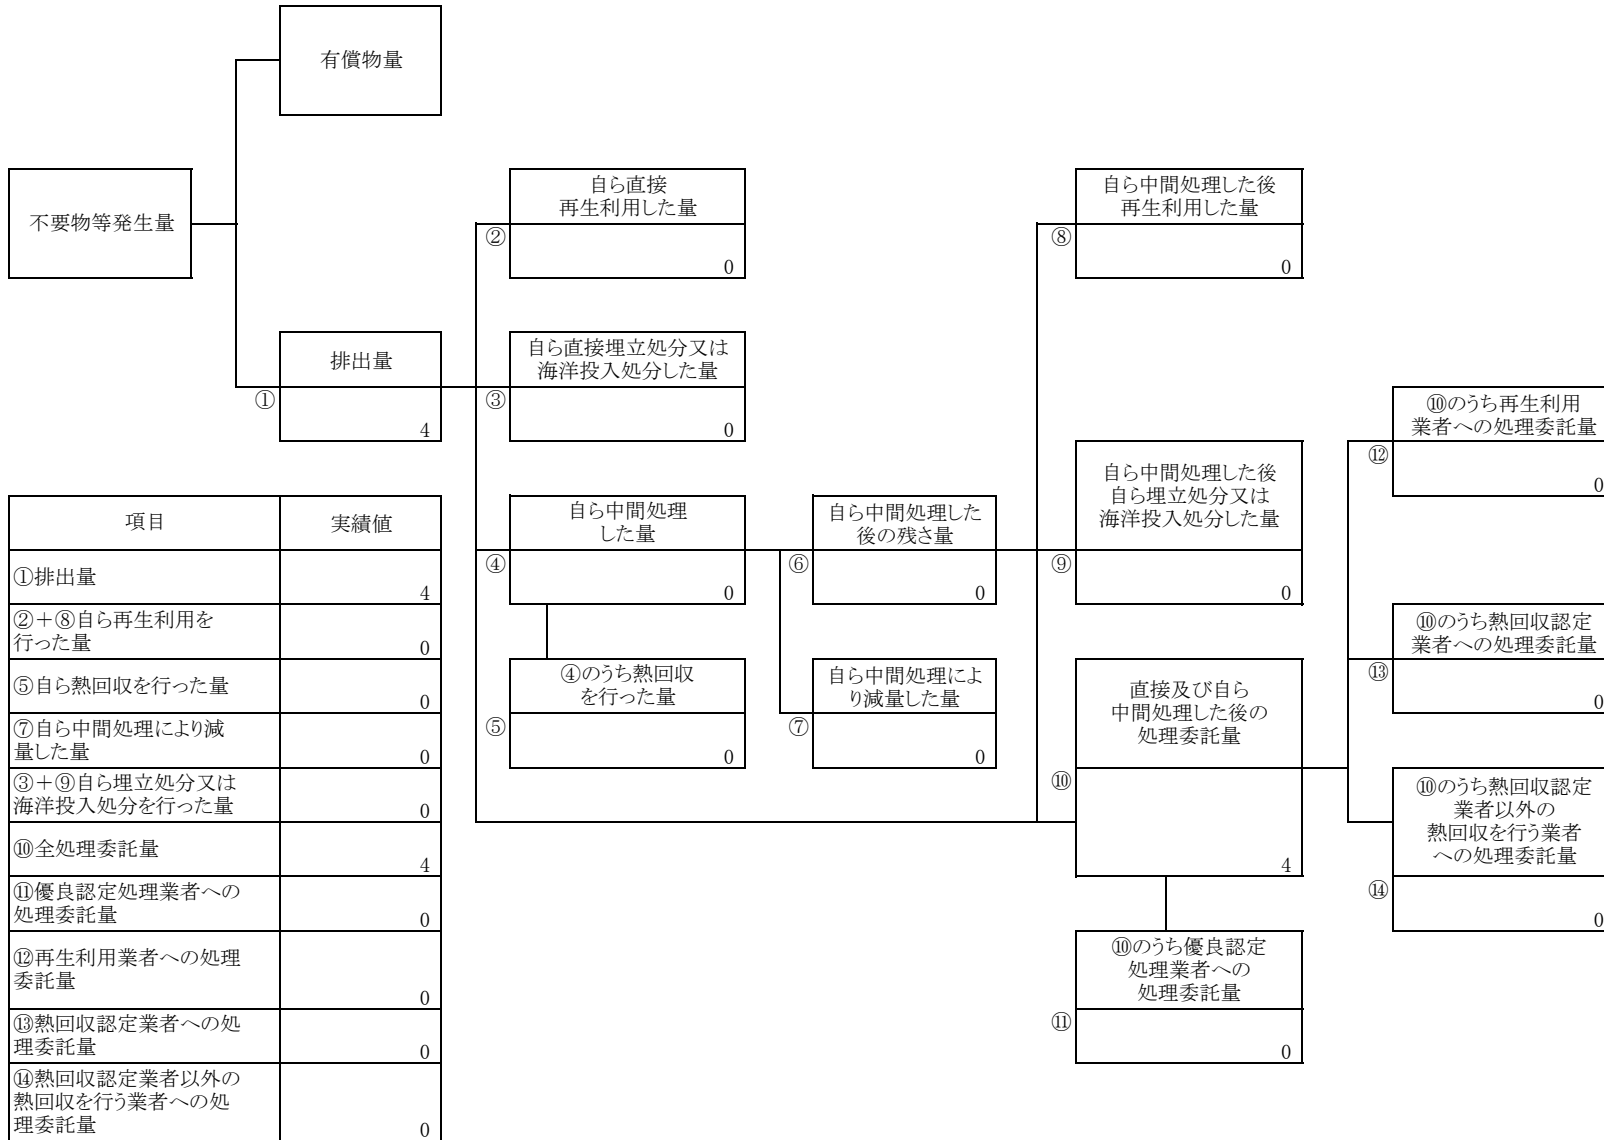 有償物量
不要物等発生量
自ら直接
再生利用した量
②
0
自ら中間処理した後
再生利用した量
⑧
0
排出量
①
4
自ら直接埋立処分又は
海洋投入処分した量
③
0
⑩のうち再生利用
業者への処理委託量
⑫
0
自ら中間処理
した量
④
0
自ら中間処理した
後の残さ量
⑥
0
自ら中間処理した後
自ら埋立処分又は
海洋投入処分した量
⑨
0
⑩のうち熱回収認定
業者への処理委託量
⑬
0
④のうち熱回収
を行った量
⑤
0
自ら中間処理によ
り減量した量
⑦
0
直接及び自ら
中間処理した後の
処理委託量
⑩
4
⑩のうち熱回収認定
業者以外の
熱回収を行う業者
への処理委託量
⑭
0
⑩のうち優良認定
処理業者への
処理委託量
⑪
0
項目 実績値
①排出量 4
②+⑧自ら再生利用を
行った量 0
⑤自ら熱回収を行った量 0
⑦自ら中間処理により減
量した量 0
③+⑨自ら埋立処分又は
海洋投入処分を行った量 0
⑩全処理委託量 4
⑪優良認定処理業者への
処理委託量 0
⑫再生利用業者への処理
委託量 0
⑬熱回収認定業者への処
理委託量 0
⑭熱回収認定業者以外の
熱回収を行う業者への処
理委託量 0